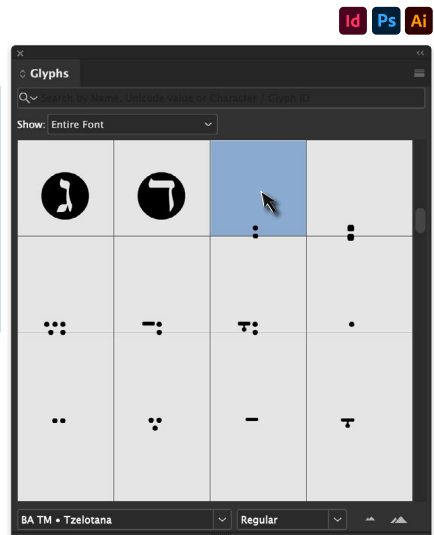 Id Ps Ai
Glyphs
Search by Name, Unicode value or Character / Glyph ID
Show: Entire Font
נ ד ְ ְ
ֱ ֲ ֳ ִ
ֵ ֶ ַ ָ
BA TM • Tzelotana Regular